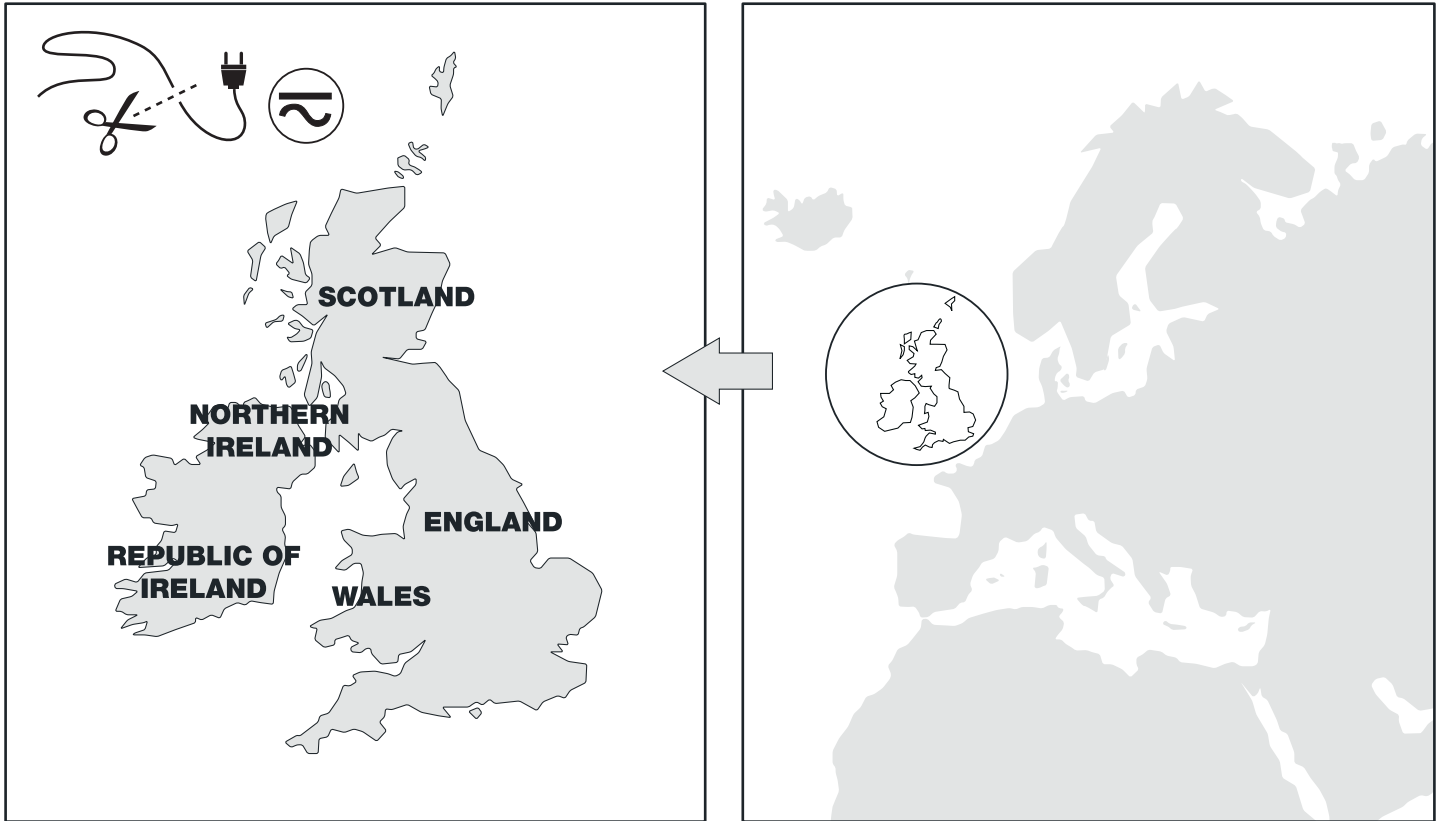 SCOTLAND
NORTHERN
IRELAND
ENGLAND
REPUBLIC OF
IRELAND
WALES